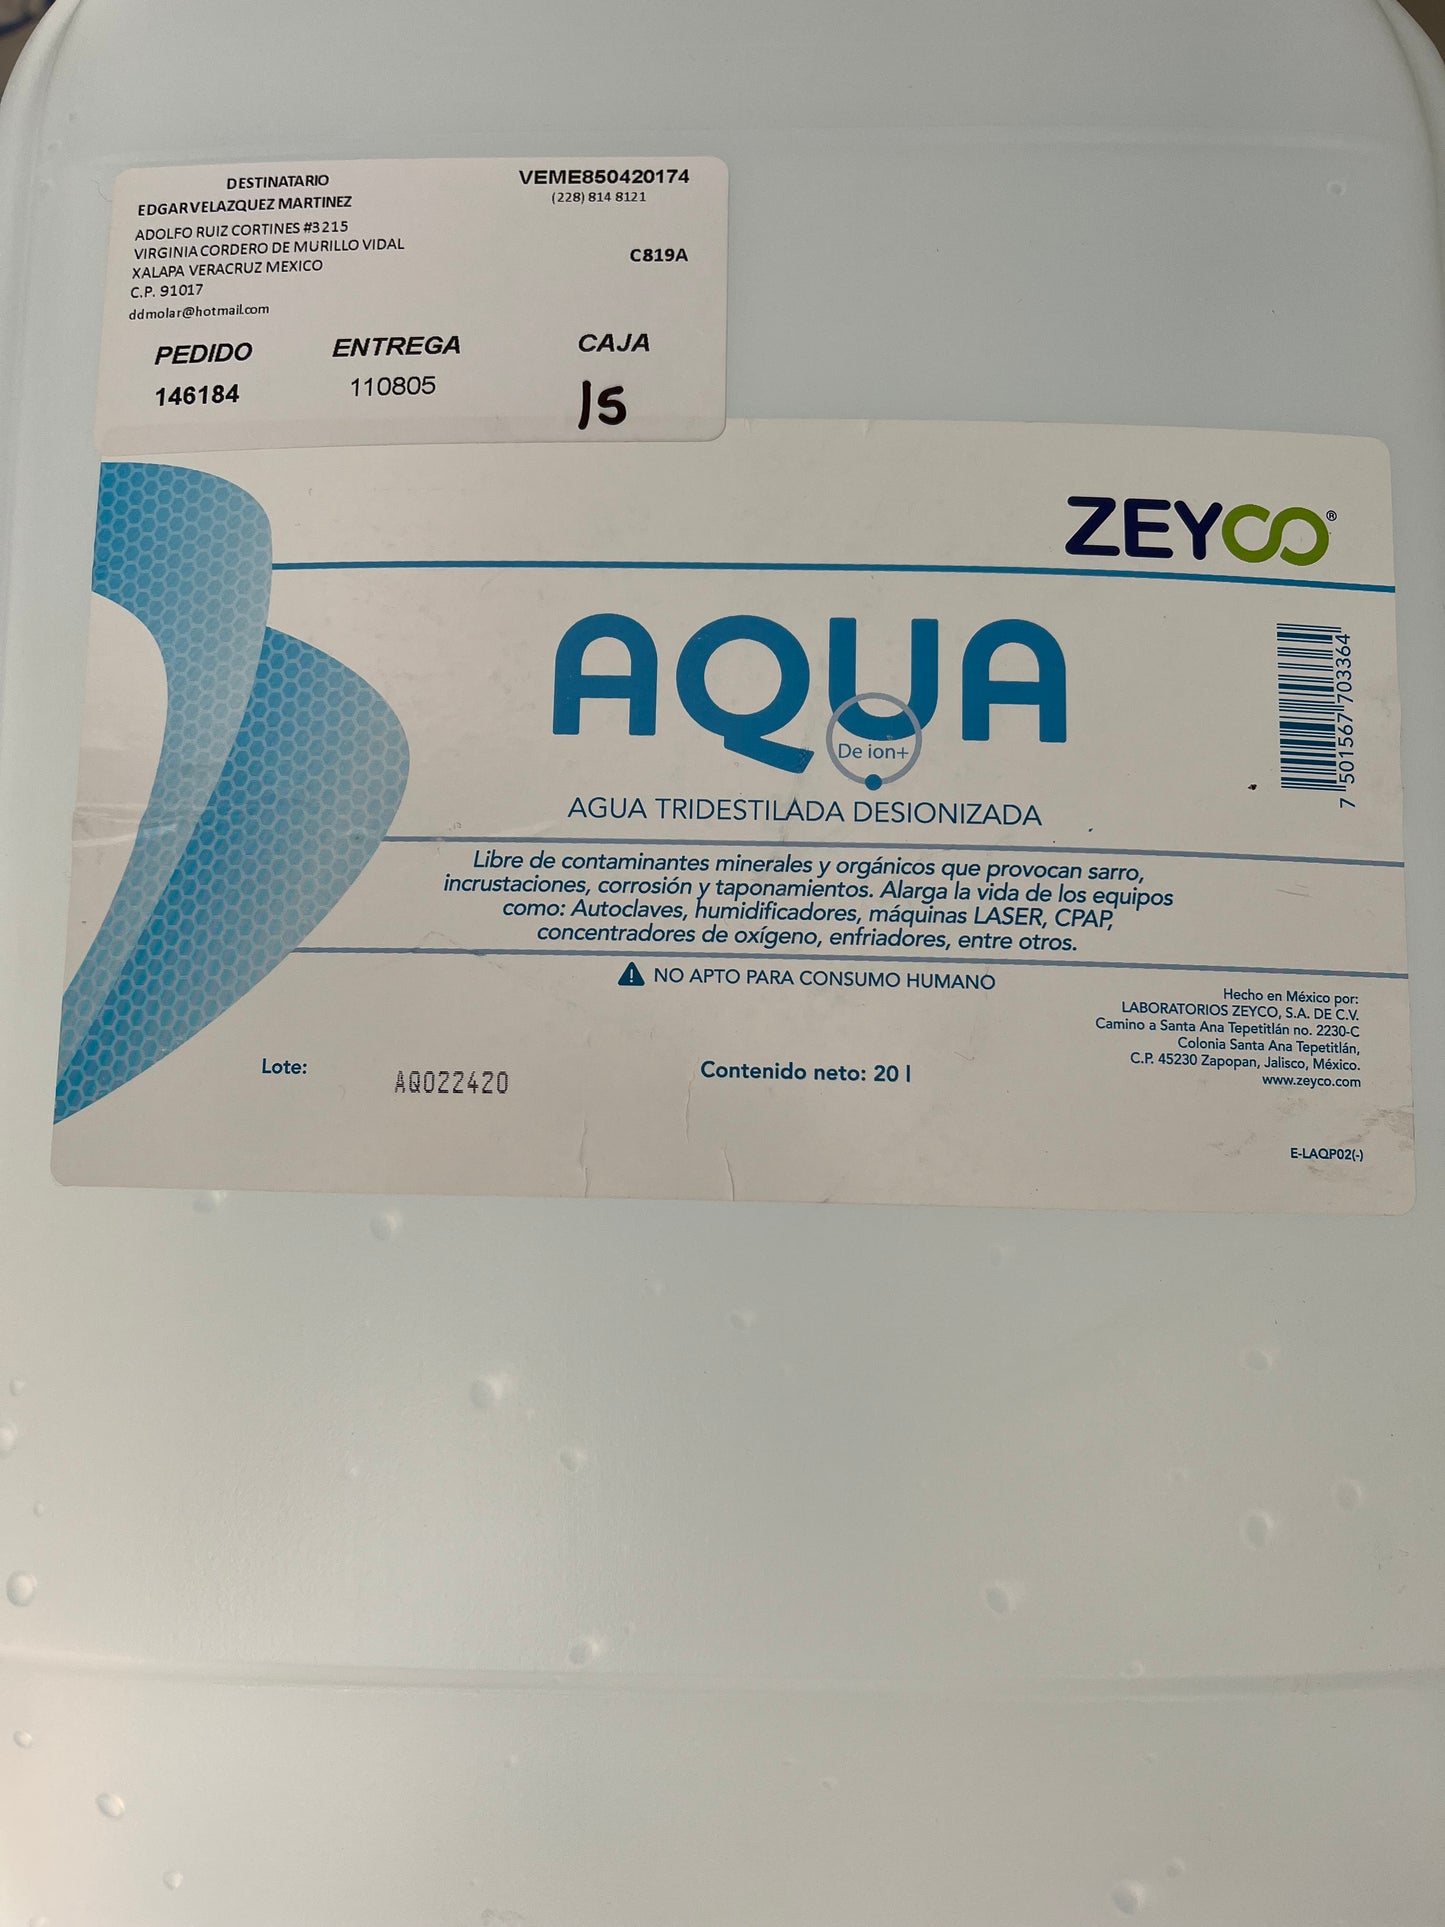 DESTINATARIO
EDGARVELAZQUEZ MARTINEZ
ADOLFO RUIZ CORTINES #3215
VIRGINIA CORDERO DE MURILLO VIDAL
XALAPA VERACRUZ MEXICO
C.P. 91017
ddmolar@hotmail.com
VEME850420174
(228) 814 8121
C819A
PEDIDO ENTREGA CAJA
146184 110805 15
ZEYCO®
AQUA
De ion+
AGUA TRIDESTILADA DESIONIZADA
7 501567 703364
Libre de contaminantes minerales y orgánicos que provocan sarro,
incrustaciones, corrosión y taponamientos. Alarga la vida de los equipos
como: Autoclaves, humidificadores, máquinas LASER, CPAP,
concentradores de oxígeno, enfriadores, entre otros.
NO APTO PARA CONSUMO HUMANO
Hecho en México por:
LABORATORIOS ZEYCO, S.A. DE C.V.
Camino a Santa Ana Tepetitlán no. 2230-C
Colonia Santa Ana Tepetitlán,
C.P. 45230 Zapopan, Jalisco, México.
www.zeyco.com
Lote: AQ022420
Contenido neto: 20 l
E-LAQP02(-)